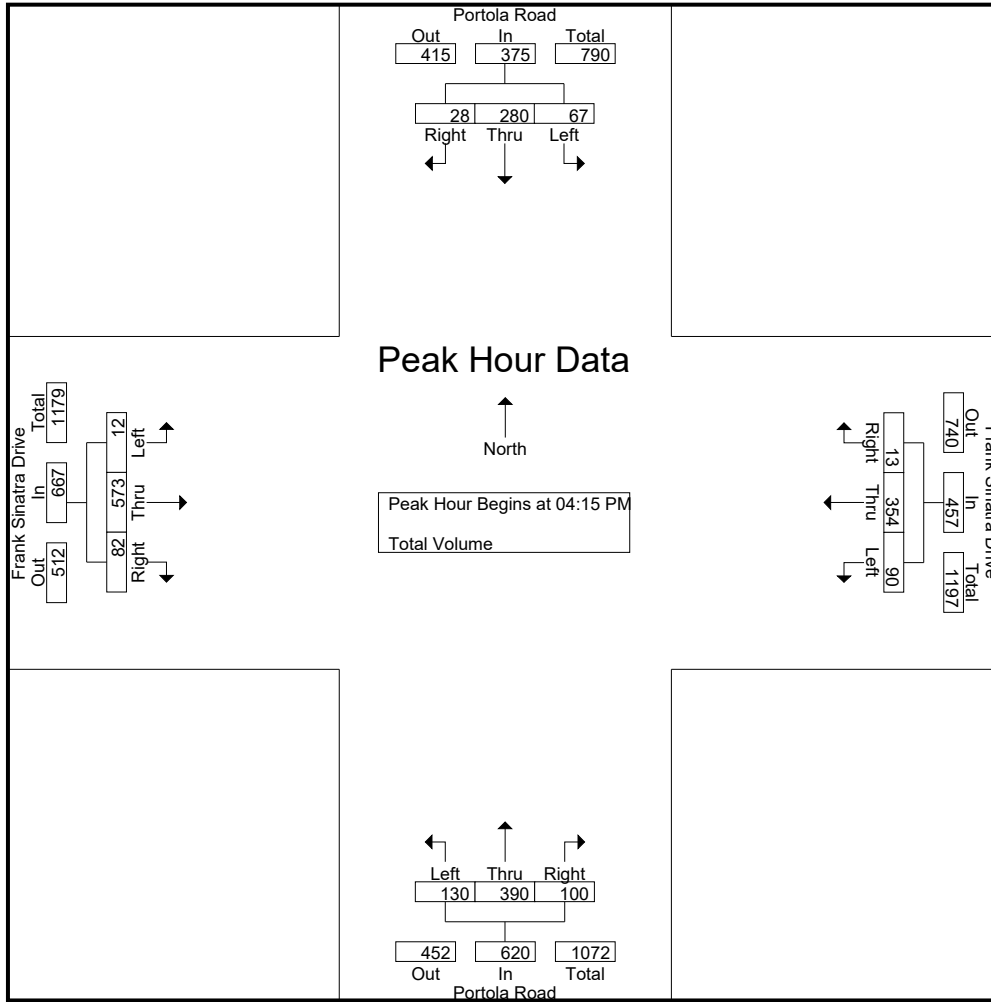 Portola Road
Out In Total
415 375 790
28 280 67
Right Thru Left
Peak Hour Data
North
Peak Hour Begins at 04:15 PM
Total Volume
Frank Sinatra Drive
Out In Total
512 667 1179
Left Thru Right
12 573 82
Frank Sinatra Drive
Out In Total
740 457 1197
13 354 90
Right Thru Left
Left Thru Right
130 390 100
452 620 1072
Out In Total
Portola Road